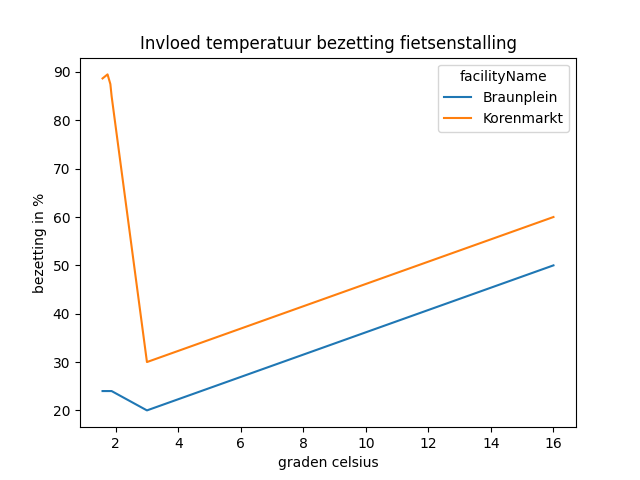 Invloed temperatuur bezetting fietsenstalling
facilityName
Braunplein
Korenmarkt
90
80
70
60
50
40
30
20
bezetting in %
2
4
6
8
10
12
14
16
graden celsius